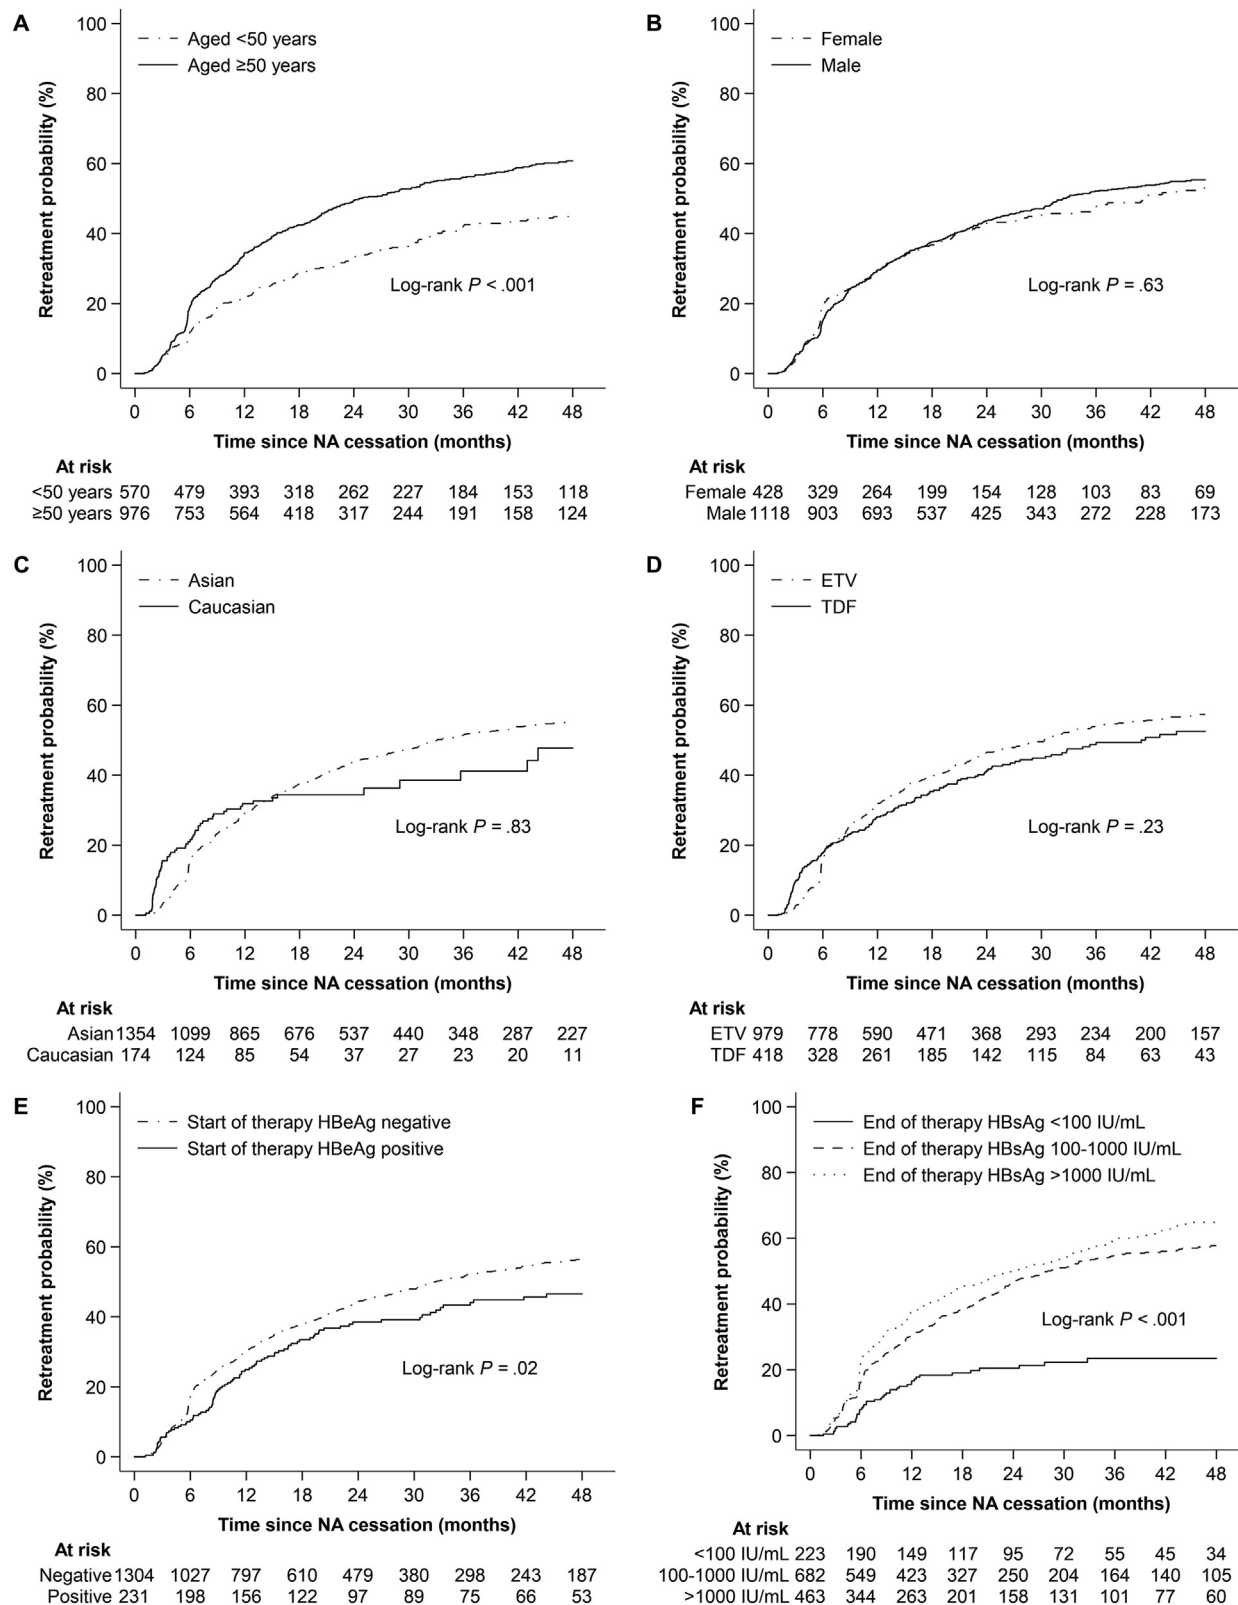 A
100
80
60
40
20
0
Retreatment probability (%)
Aged <50 years
Aged ≥50 years
Log-rank P < .001
0 6 12 18 24 30 36 42 48
Time since NA cessation (months)
At risk
<50 years 570 479 393 318 262 227 184 153 118
≥50 years 976 753 564 418 317 244 191 158 124
B
100
80
60
40
20
0
Retreatment probability (%)
Female
Male
Log-rank P = .63
0 6 12 18 24 30 36 42 48
Time since NA cessation (months)
At risk
Female 428 329 264 199 154 128 103 83 69
Male 1118 903 693 537 425 343 272 228 173
C
100
80
60
40
20
0
Retreatment probability (%)
Asian
Caucasian
Log-rank P = .83
0 6 12 18 24 30 36 42 48
Time since NA cessation (months)
At risk
Asian 1354 1099 865 676 537 440 348 287 227
Caucasian 174 124 85 54 37 27 23 20 11
D
100
80
60
40
20
0
Retreatment probability (%)
ETV
TDF
Log-rank P = .23
0 6 12 18 24 30 36 42 48
Time since NA cessation (months)
At risk
ETV 979 778 590 471 368 293 234 200 157
TDF 418 328 261 185 142 115 84 63 43
E
100
80
60
40
20
0
Retreatment probability (%)
Start of therapy HBeAg negative
Start of therapy HBeAg positive
Log-rank P = .02
0 6 12 18 24 30 36 42 48
Time since NA cessation (months)
At risk
Negative 1304 1027 797 610 479 380 298 243 187
Positive 231 198 156 122 97 89 75 66 53
F
100
80
60
40
20
0
Retreatment probability (%)
End of therapy HBsAg <100 IU/mL
End of therapy HBsAg 100-1000 IU/mL
End of therapy HBsAg >1000 IU/mL
Log-rank P < .001
0 6 12 18 24 30 36 42 48
Time since NA cessation (months)
At risk
<100 IU/mL 223 190 149 117 95 72 55 45 34
100-1000 IU/mL 682 549 423 327 250 204 164 140 105
>1000 IU/mL 463 344 263 201 158 131 101 77 60